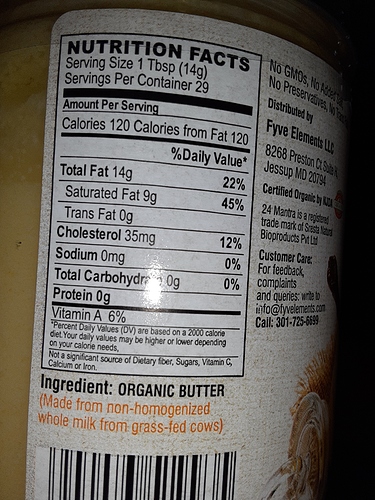 NUTRITION FACTS
Serving Size 1 Tbsp (14g)
Servings Per Container 29
Amount Per Serving
Calories 120 Calories from Fat 120
%Daily Value*
Total Fat 14g 22%
Saturated Fat 9g 45%
Trans Fat 0g
Cholesterol 35mg 12%
Sodium 0mg 0%
Total Carbohydrate 0g 0%
Protein 0g
Vitamin A 6%
*Percent Daily Values (DV) are based on a 2000 calorie
diet.Your daily values may be higher or lower depending
on your calorie needs.
Not a significant source of Dietary fiber, Sugars, Vitamin C,
Calcium or Iron.
Ingredient: ORGANIC BUTTER
(Made from non-homogenized
whole milk from grass-fed cows)
No GMOs, No
No Preservatives, No
Distributed by
Fyve Elements LLC
8268 Preston Ct
Jessup MD 20794
Certified Organic by
24 Mantra is a registered
trade mark of Sresta Natural
Bioproducts Pvt Ltd
Customer Care:
For feedback,
complaints
and queries: write to
info@fyvelements.com
Call: 301-725-6699